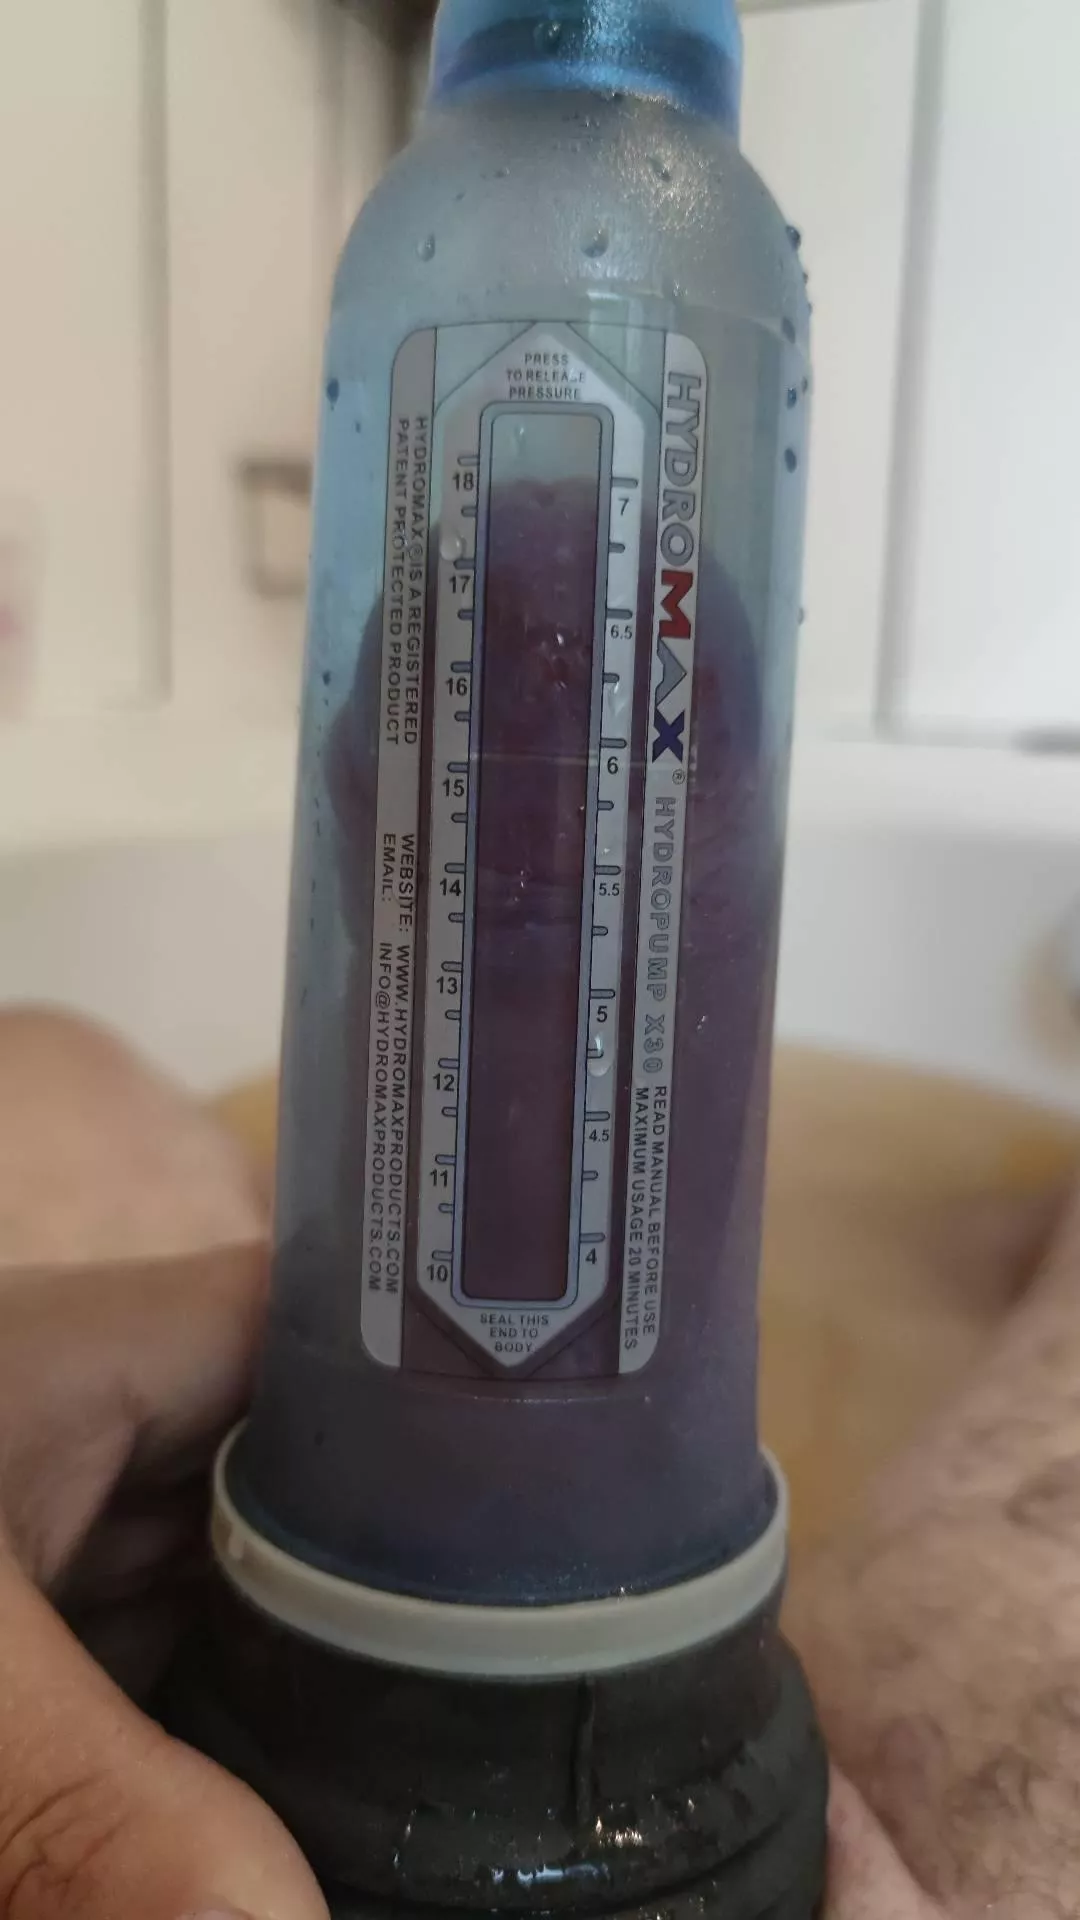 PRESS
TO RELEASE
PRESSURE
HYDROMAX® HYDROPUMP X30
READ MANUAL BEFORE USE
MAXIMUM USAGE 20 MINUTES
HYDROMAX® IS A REGISTERED
PATENT PROTECTED PRODUCT
WEBSITE: WWW.HYDROMAXPRODUCTS.COM
EMAIL: INFO@HYDROMAXPRODUCTS.COM
18
17
16
15
14
13
12
11
10
7
6.5
6
5.5
5
4.5
4
SEAL THIS
END TO
BODY